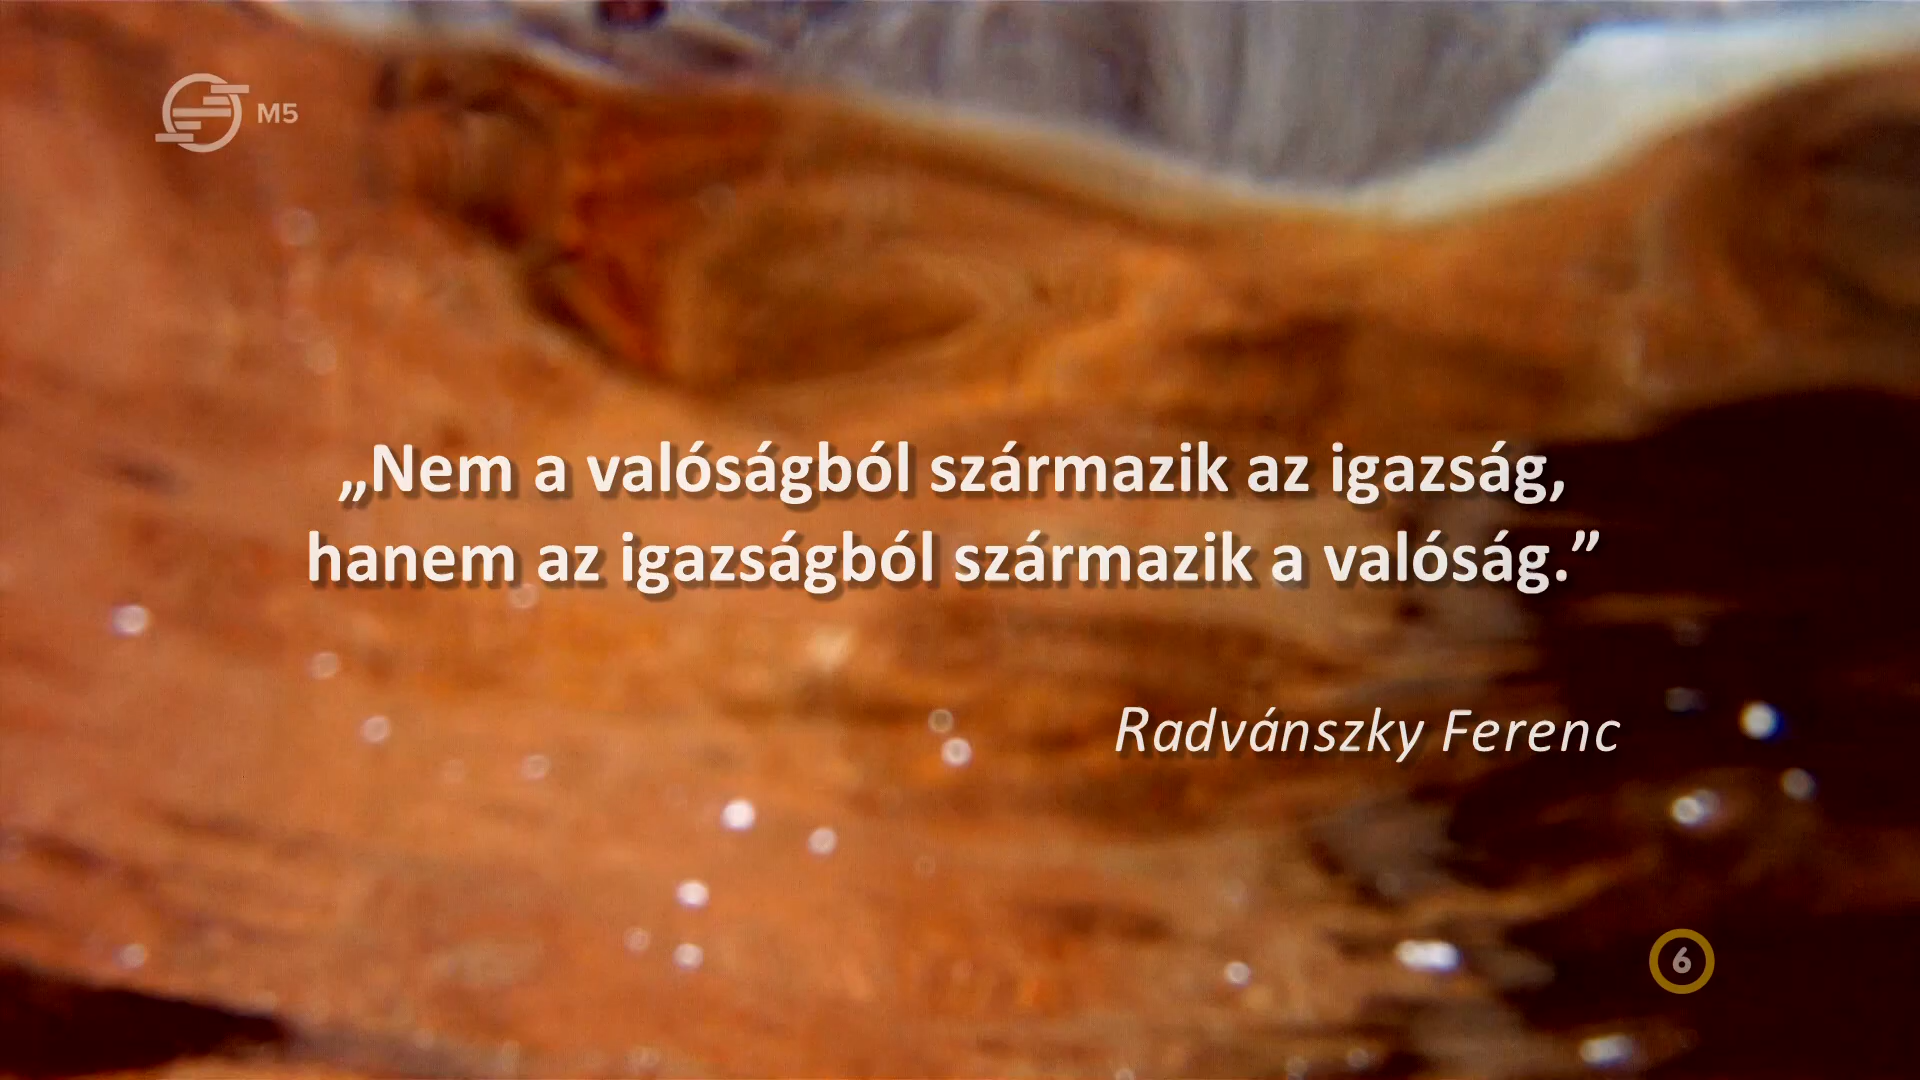 M5
„Nem a valóságból származik az igazság,
hanem az igazságból származik a valóság.”
Radvánszky Ferenc
6